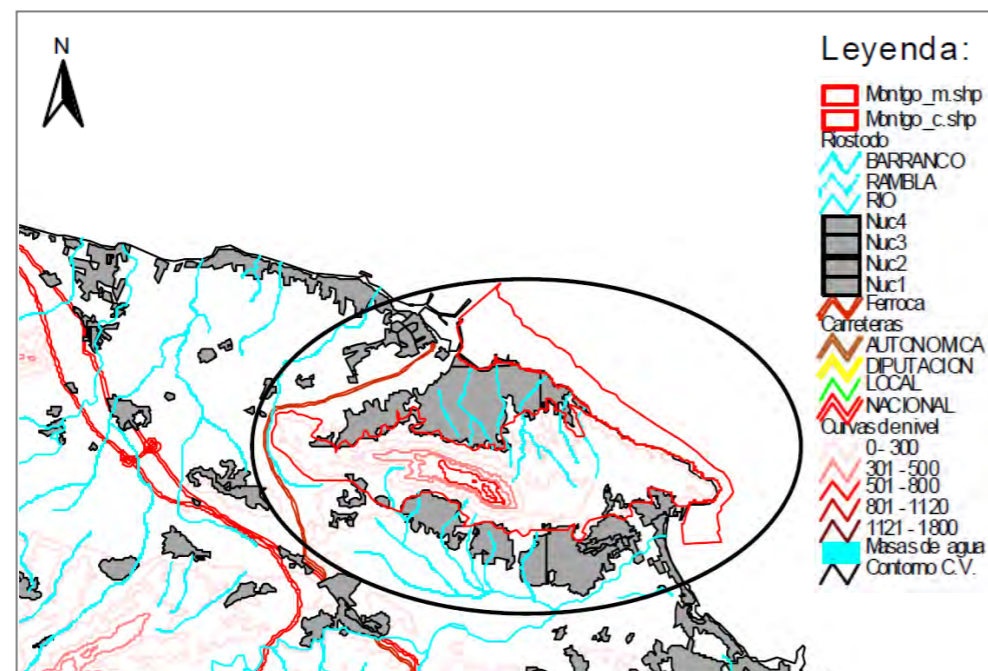 N
Leyenda:
Montgo_m.shp
Montgo_c.shp
Riostodo
BARRANCO
RAMBLA
RIO
Nuc4
Nuc3
Nuc2
Nuc1
Ferroca
Carreteras
AUTONOMICA
DIPUTACION
LOCAL
NACIONAL
Curvas de nivel
0 - 300
301 - 500
501 - 800
801 - 1120
1121 - 1800
Masas de agua
Contorno C.V.